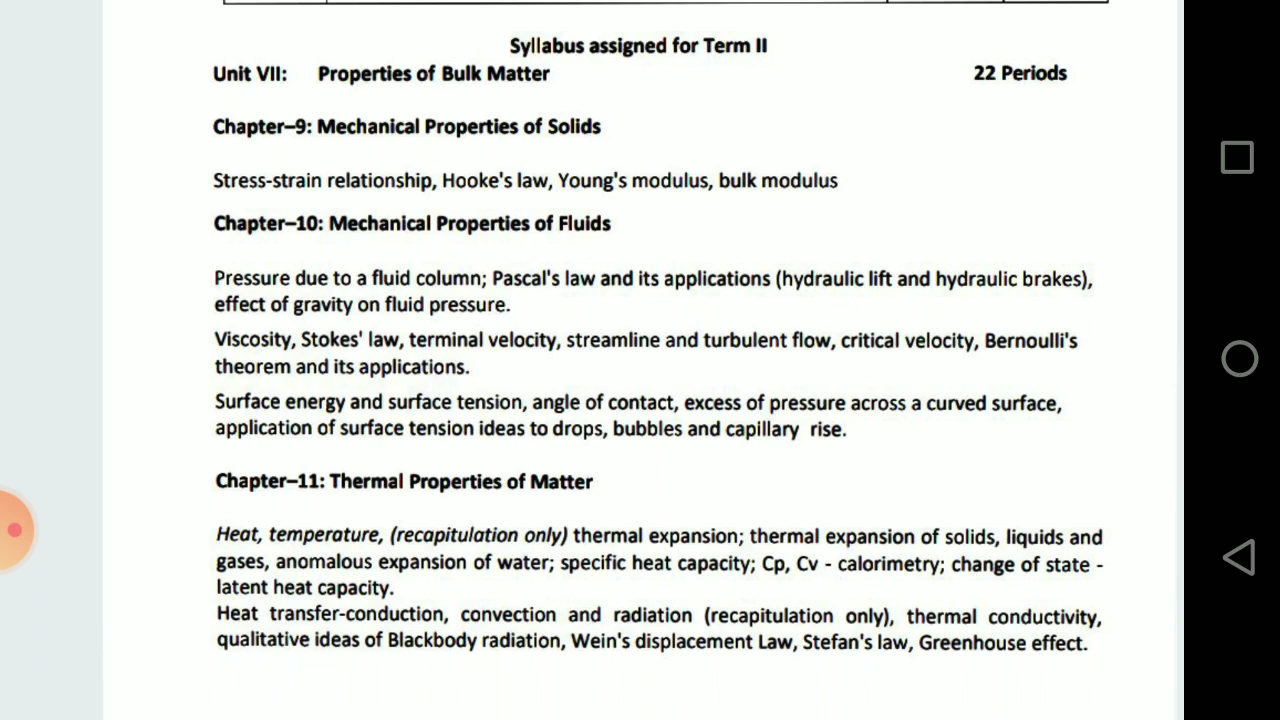 Syllabus assigned for Term II
Unit VII: Properties of Bulk Matter 22 Periods
Chapter–9: Mechanical Properties of Solids
Stress-strain relationship, Hooke's law, Young's modulus, bulk modulus
Chapter–10: Mechanical Properties of Fluids
Pressure due to a fluid column; Pascal's law and its applications (hydraulic lift and hydraulic brakes),
effect of gravity on fluid pressure.
Viscosity, Stokes' law, terminal velocity, streamline and turbulent flow, critical velocity, Bernoulli's
theorem and its applications.
Surface energy and surface tension, angle of contact, excess of pressure across a curved surface,
application of surface tension ideas to drops, bubbles and capillary rise.
Chapter–11: Thermal Properties of Matter
Heat, temperature, (recapitulation only) thermal expansion; thermal expansion of solids, liquids and
gases, anomalous expansion of water; specific heat capacity; Cp, Cv - calorimetry; change of state -
latent heat capacity.
Heat transfer-conduction, convection and radiation (recapitulation only), thermal conductivity,
qualitative ideas of Blackbody radiation, Wein's displacement Law, Stefan's law, Greenhouse effect.